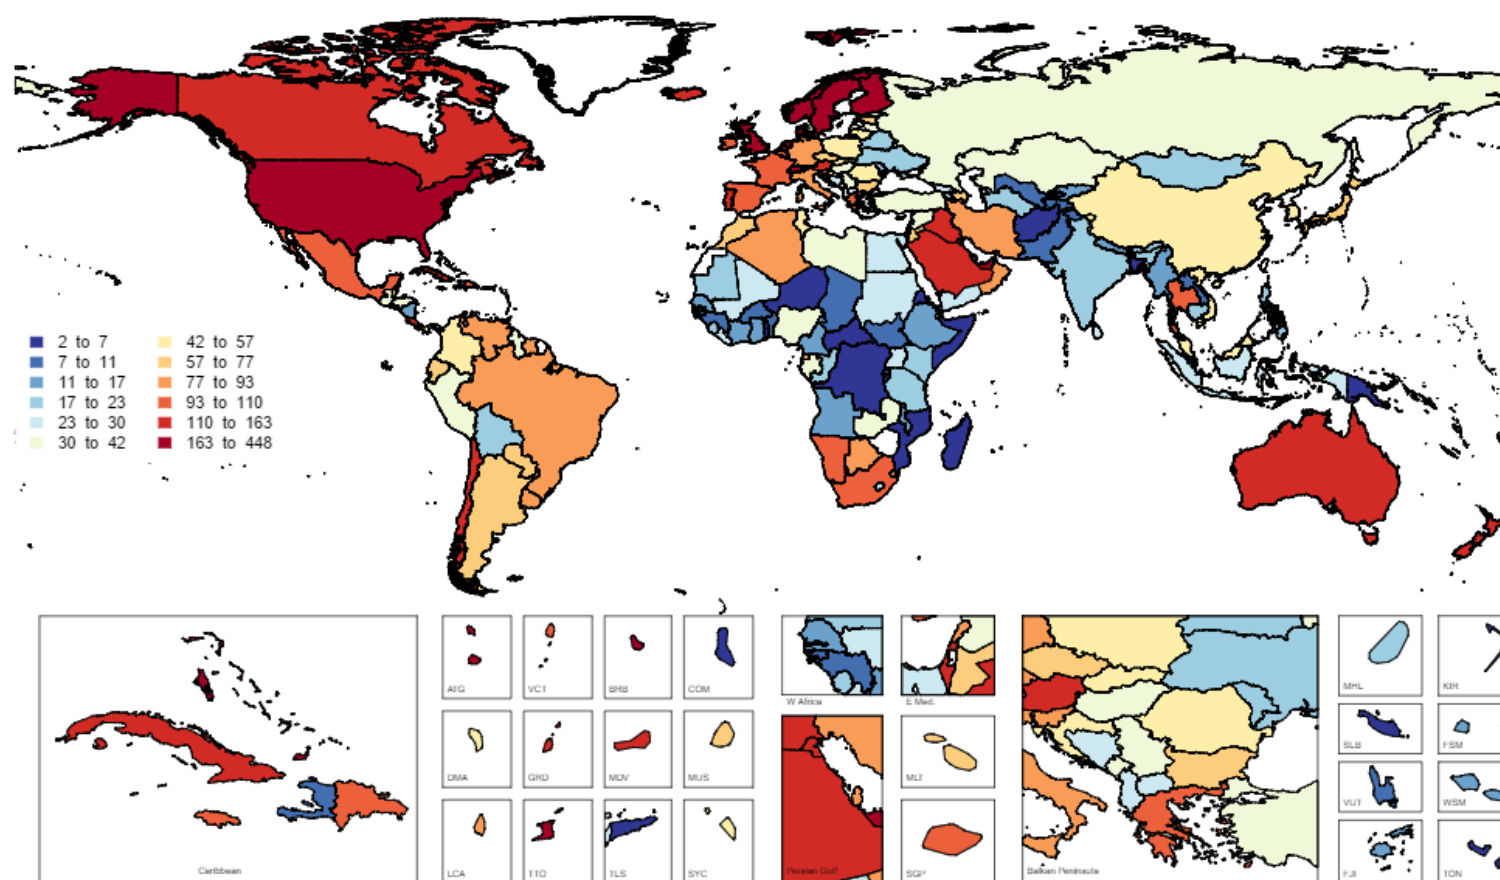 2 to 7
7 to 11
11 to 17
17 to 23
23 to 30
30 to 42
42 to 57
57 to 77
77 to 93
93 to 110
110 to 163
163 to 448
ATG
VCT
BRB
COM
W Africa
E Med.
MHL
KIR
DMA
GRD
MDV
MUS
MLT
SLB
FSM
VUT
WSM
Caribbean
LCA
TTO
TLS
SYC
Persian Gulf
SGP
Balkan Peninsula
FJI
TON